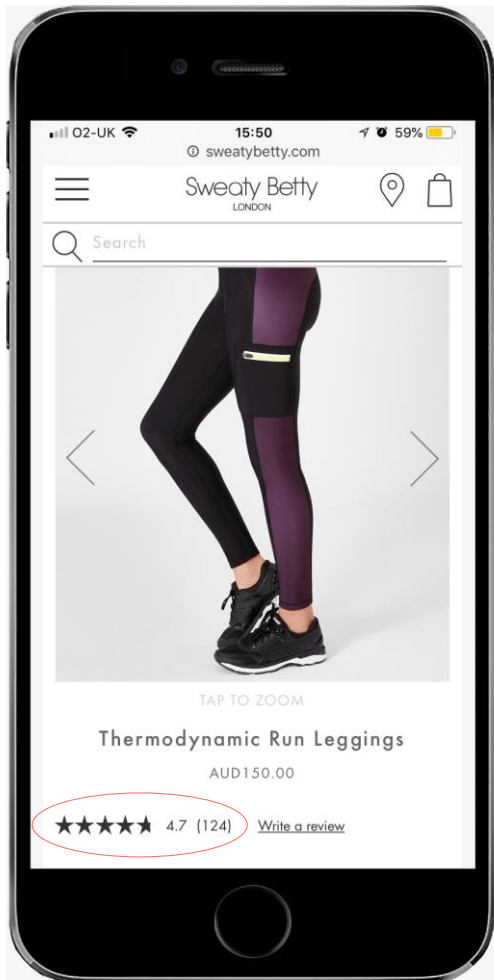 O2-UK 15:50 59%
sweatybetty.com
Sweaty Betty
LONDON
Search
TAP TO ZOOM
Thermodynamic Run Leggings
AUD150.00
4.7 (124) Write a review